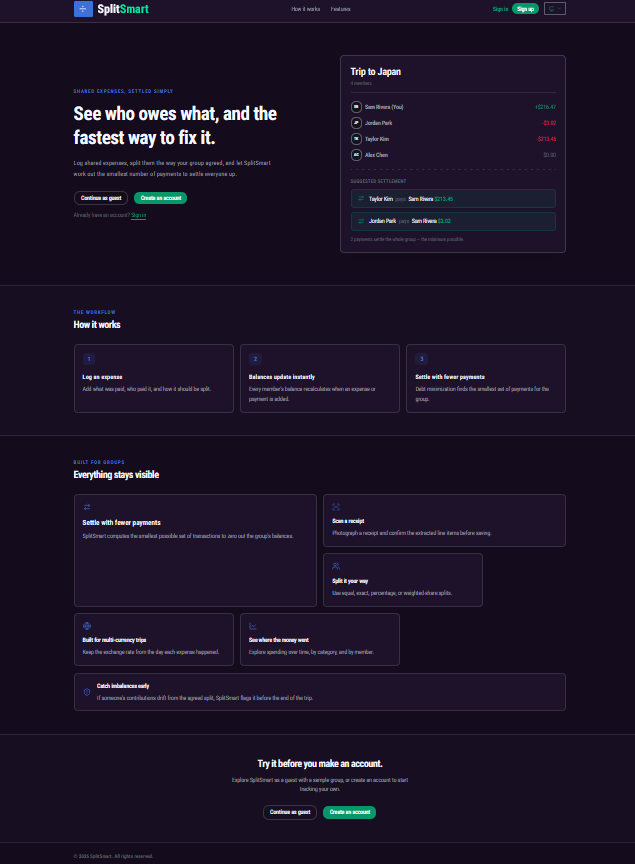 SplitSmart
How it works
Features
Sign in
Sign up
SHARED EXPENSES, SETTLED SIMPLY
See who owes what, and the
fastest way to fix it.
Log shared expenses, split them the way your group agreed, and let SplitSmart
work out the smallest number of payments to settle everyone up.
Continue as guest
Create an account
Already have an account? Sign in
Trip to Japan
4 members
SR Sam Rivera (You) +$216.47
JP Jordan Park -$3.02
TK Taylor Kim -$213.45
AC Alex Chen $0.00
SUGGESTED SETTLEMENT
Taylor Kim pays Sam Rivera $213.45
Jordan Park pays Sam Rivera $3.02
2 payments settle the whole group — the minimum possible.
THE WORKFLOW
How it works
1
Log an expense
Add what was paid, who paid it, and how it should be split.
2
Balances update instantly
Every member's balance recalculates when an expense or
payment is added.
3
Settle with fewer payments
Debt minimization finds the smallest set of payments for the
group.
BUILT FOR GROUPS
Everything stays visible
Settle with fewer payments
SplitSmart computes the smallest possible set of transactions to zero out the group's balances.
Scan a receipt
Photograph a receipt and confirm the extracted line items before saving.
Split it your way
Use equal, exact, percentage, or weighted share splits.
Built for multi-currency trips
Keep the exchange rate from the day each expense happened.
See where the money went
Explore spending over time, by category, and by member.
Catch imbalances early
If someone's contributions drift from the agreed split, SplitSmart flags it before the end of the trip.
Try it before you make an account.
Explore SplitSmart as a guest with a sample group, or create an account to start
tracking your own.
Continue as guest
Create an account
© 2026 SplitSmart. All rights reserved.